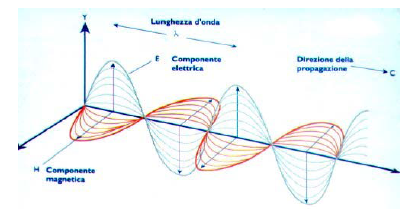 Y
Lunghezza d'onda
λ
E Componente
elettrica
Direzione della
propagazione
C
H Componente
magnetica